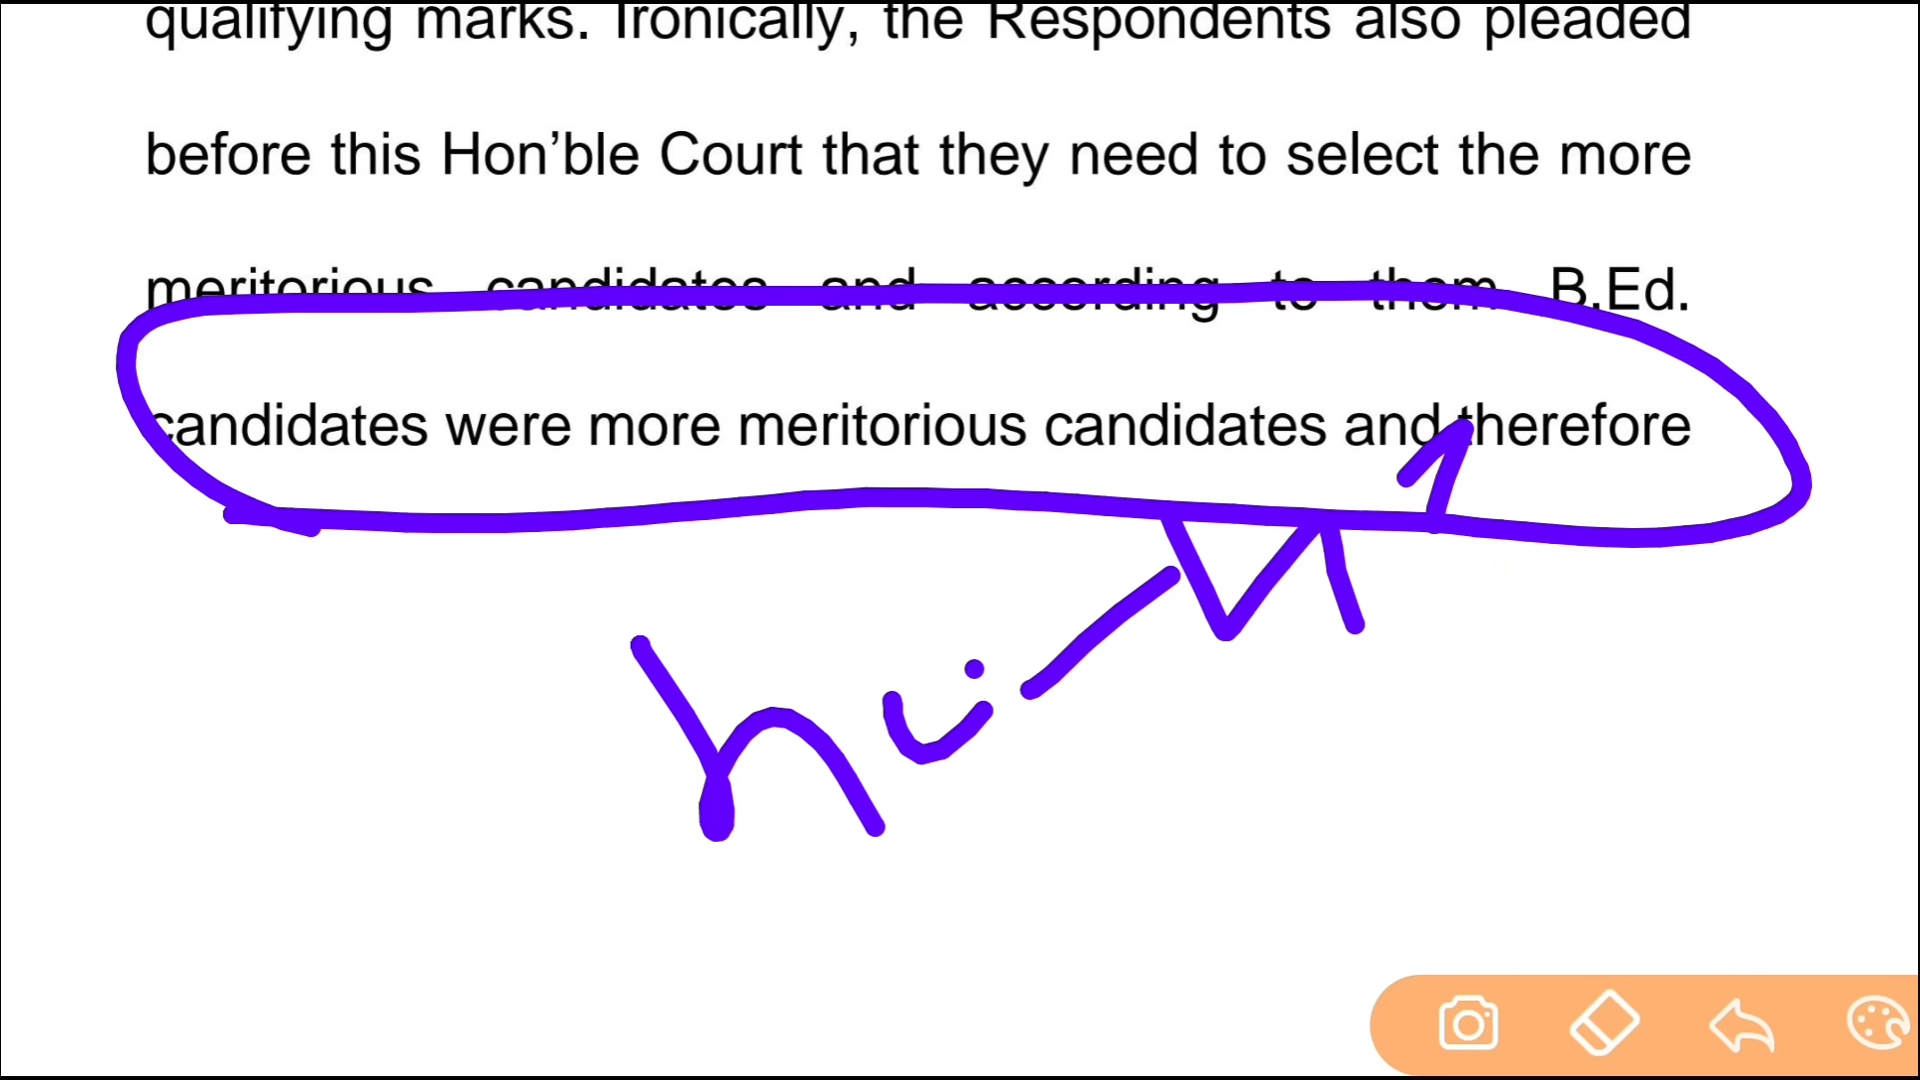 qualifying marks. Ironically, the Respondents also pleaded
before this Hon’ble Court that they need to select the more
meritorious candidates and according to them B.Ed.
candidates were more meritorious candidates and therefore